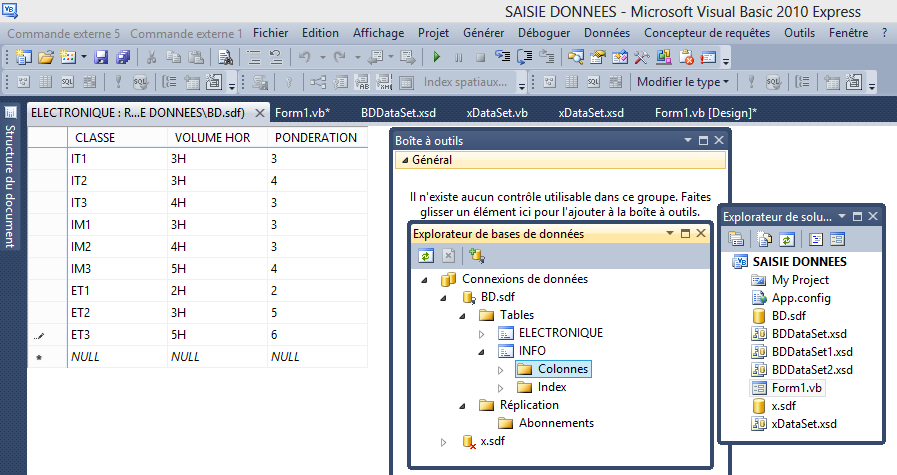 SAISIE DONNEES - Microsoft Visual Basic 2010 Express
Commande externe 5 Commande externe 1 Fichier Edition Affichage Projet Générer Déboguer Données Concepteur de requêtes Outils Fenêtre ?
SQL SQL Index spatiaux... SQL Modifier le type SQL
ELECTRONIQUE : R...E DONNEES\BD.sdf) Form1.vb* BDDataSet.xsd xDataSet.vb xDataSet.xsd Form1.vb [Design]*
Structure du document
CLASSE VOLUME HOR PONDERATION
IT1 3H 3
IT2 3H 4
IT3 4H 3
IM1 3H 3
IM2 4H 3
IM3 5H 4
ET1 2H 2
ET2 3H 5
ET3 5H 6
NULL NULL NULL
Boîte à outils
Général
Il n'existe aucun contrôle utilisable dans ce groupe. Faites
glisser un élément ici pour l'ajouter à la boîte à outils.
Explorateur de bases de données
Connexions de données
BD.sdf
Tables
ELECTRONIQUE
INFO
Colonnes
Index
Réplication
Abonnements
x.sdf
Explorateur de solu...
SAISIE DONNEES
My Project
App.config
BD.sdf
BDDataSet.xsd
BDDataSet1.xsd
BDDataSet2.xsd
Form1.vb
x.sdf
xDataSet.xsd